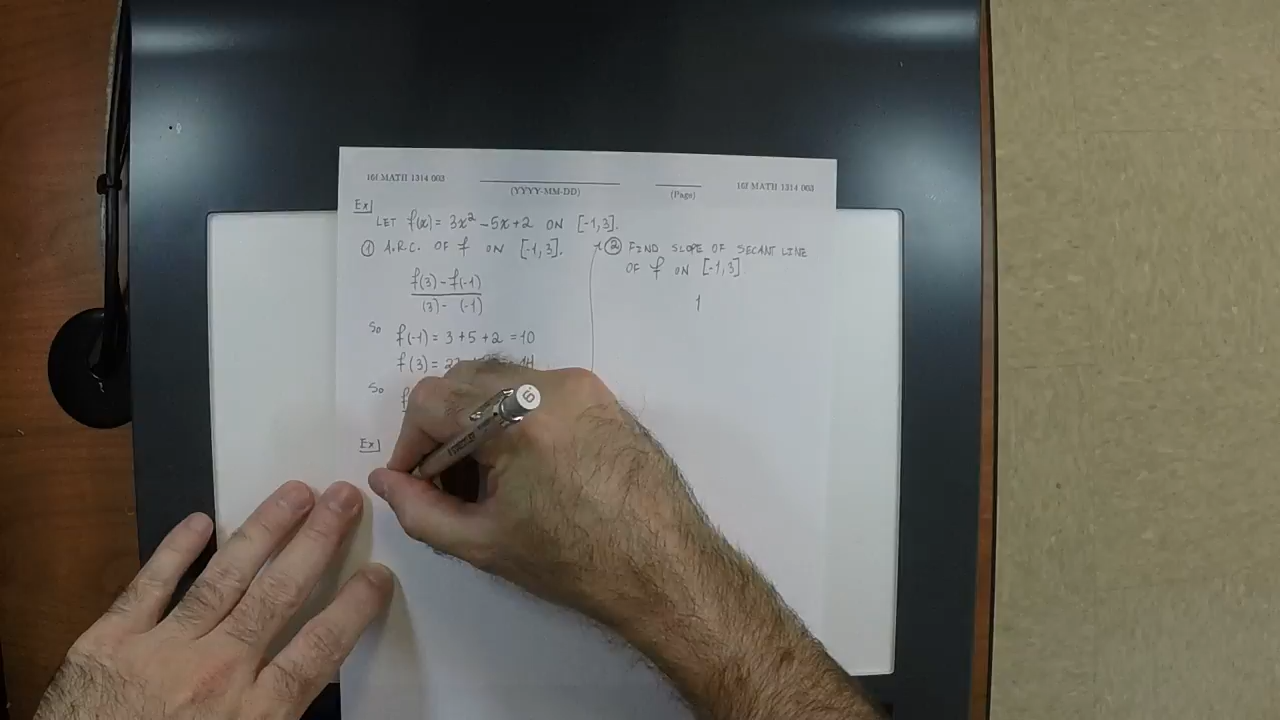 16f MATH 1314 003
(YYYY-MM-DD)
(Page)
16f MATH 1314 003
Ex
LET f(x) = 3x² - 5x + 2 ON [-1,3].
① A.R.C. OF f ON [-1,3].
f(3) - f(-1)
(3) - (-1)
So f(-1) = 3 + 5 + 2 = 10
f(3) =
So
Ex
② FIND SLOPE OF SECANT LINE
OF f ON [-1,3]
1